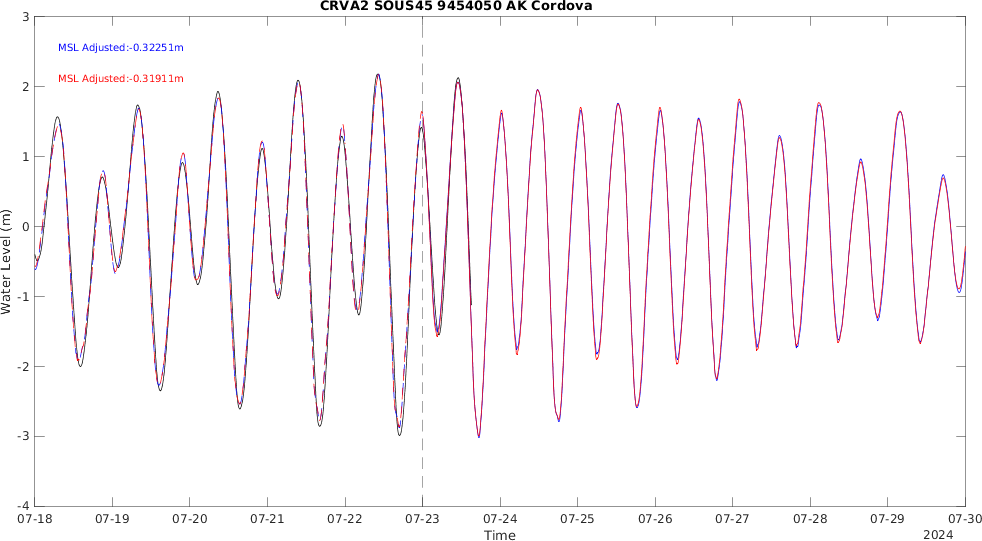 CRVA2 SOUS45 9454050 AK Cordova
MSL Adjusted:-0.32251m
MSL Adjusted:-0.31911m
Water Level (m)
3
2
1
0
-1
-2
-3
-4
07-18 07-19 07-20 07-21 07-22 07-23 07-24 07-25 07-26 07-27 07-28 07-29 07-30
Time
2024